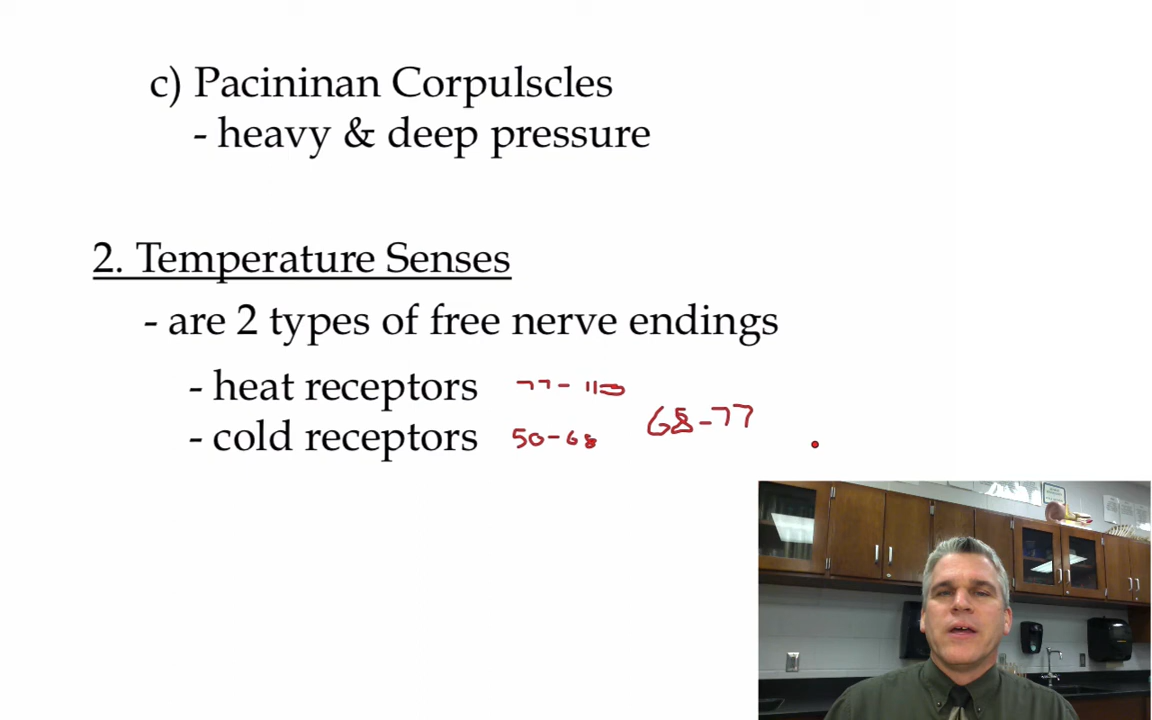 c) Pacininan Corpulscles
- heavy & deep pressure
2. Temperature Senses
- are 2 types of free nerve endings
- heat receptors 77-113
68-77
- cold receptors 50-68